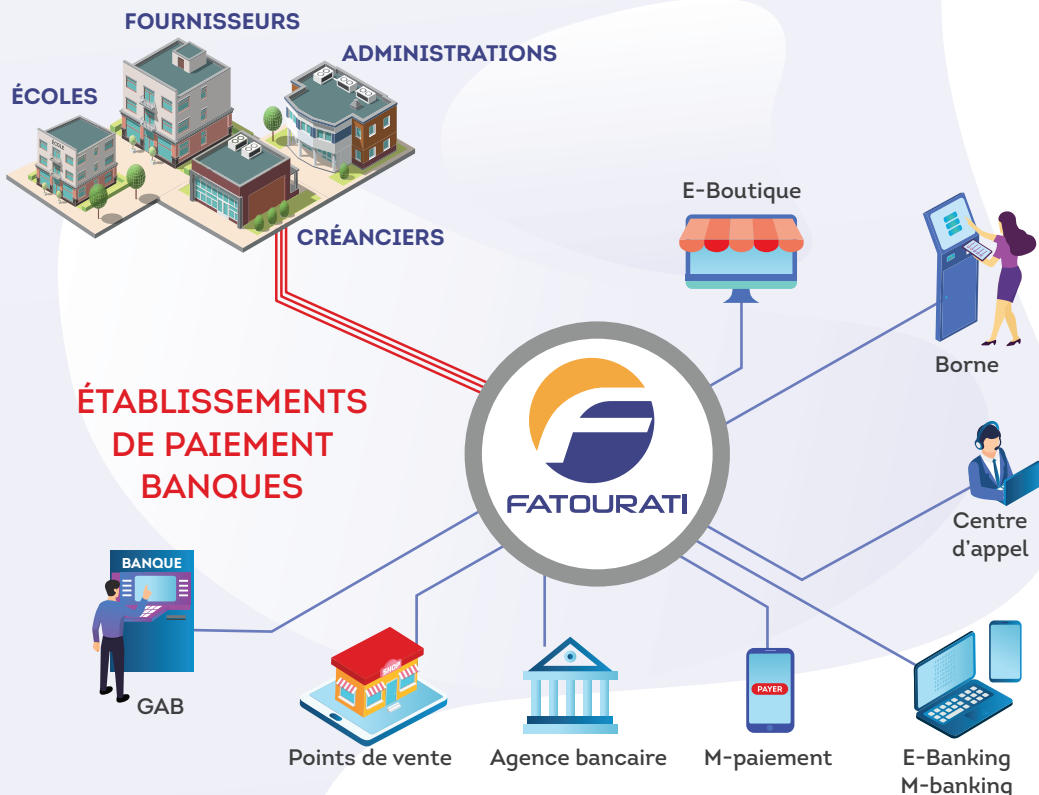 FOURNISSEURS
ADMINISTRATIONS
ÉCOLES
ÉCOLE
CRÉANCIERS
E-Boutique
Borne
ÉTABLISSEMENTS
DE PAIEMENT
BANQUES
FATOURATI
Centre
d'appel
BANQUE
GAB
SHOP
Points de vente
Agence bancaire
PAYER
M-paiement
E-Banking
M-banking